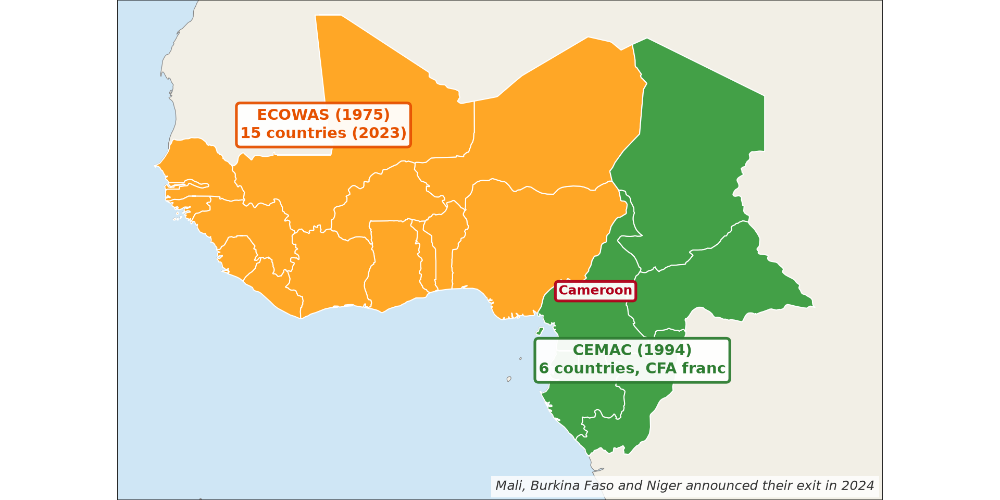 ECOWAS (1975)
15 countries (2023)
Cameroon
CEMAC (1994)
6 countries, CFA franc
Mali, Burkina Faso and Niger announced their exit in 2024